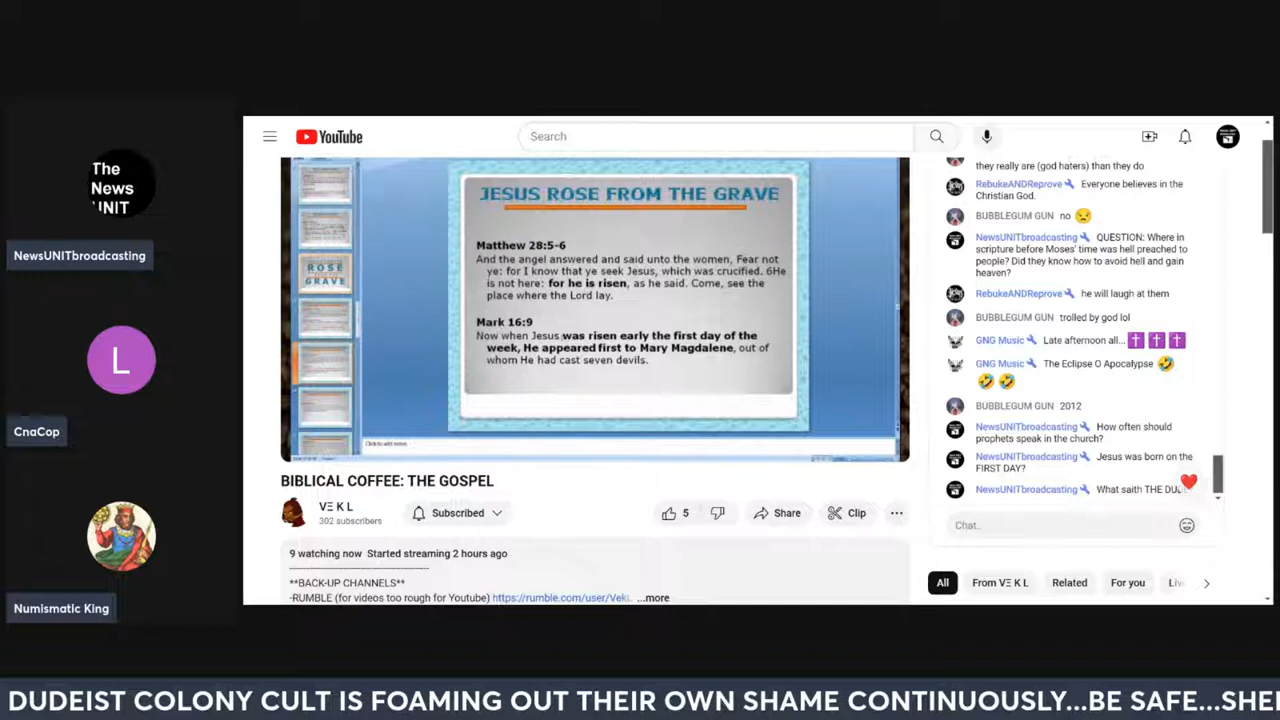 The
News
UNIT
NewsUNITbroadcasting
L
CnaCop
Numismatic King
YouTube
Search
JESUS ROSE FROM THE GRAVE
Matthew 28:5-6
And the angel answered and said unto the women, Fear not
ye: for I know that ye seek Jesus, which was crucified. 6He
is not here: for he is risen, as he said. Come, see the
place where the Lord lay.
Mark 16:9
Now when Jesus was risen early the first day of the
week, He appeared first to Mary Magdalene, out of
whom He had cast seven devils.
ROSE
GRAVE
Click to add notes
BIBLICAL COFFEE: THE GOSPEL
VΞ K L
302 subscribers
Subscribed
5
Share
Clip
9 watching now Started streaming 2 hours ago
**BACK-UP CHANNELS**
-RUMBLE (for videos too rough for Youtube) https://rumble.com/user/Vekl. ...more
they really are (god haters) than they do
RebukeANDReprove Everyone believes in the
Christian God.
BUBBLEGUM GUN no 😥
NewsUNITbroadcasting QUESTION: Where in
scripture before Moses' time was hell preached to
people? Did they know how to avoid hell and gain
heaven?
RebukeANDReprove he will laugh at them
BUBBLEGUM GUN trolled by god lol
GNG Music Late afternoon all... ✝️✝️✝️
GNG Music The Eclipse O Apocalypse 🤣
🤣🤣
BUBBLEGUM GUN 2012
NewsUNITbroadcasting How often should
prophets speak in the church?
NewsUNITbroadcasting Jesus was born on the
FIRST DAY?
NewsUNITbroadcasting What saith THE
Chat...
All From VΞ K L Related For you
DUDEIST COLONY CULT IS FOAMING OUT THEIR OWN SHAME CONTINUOUSLY...BE SAFE...SHE